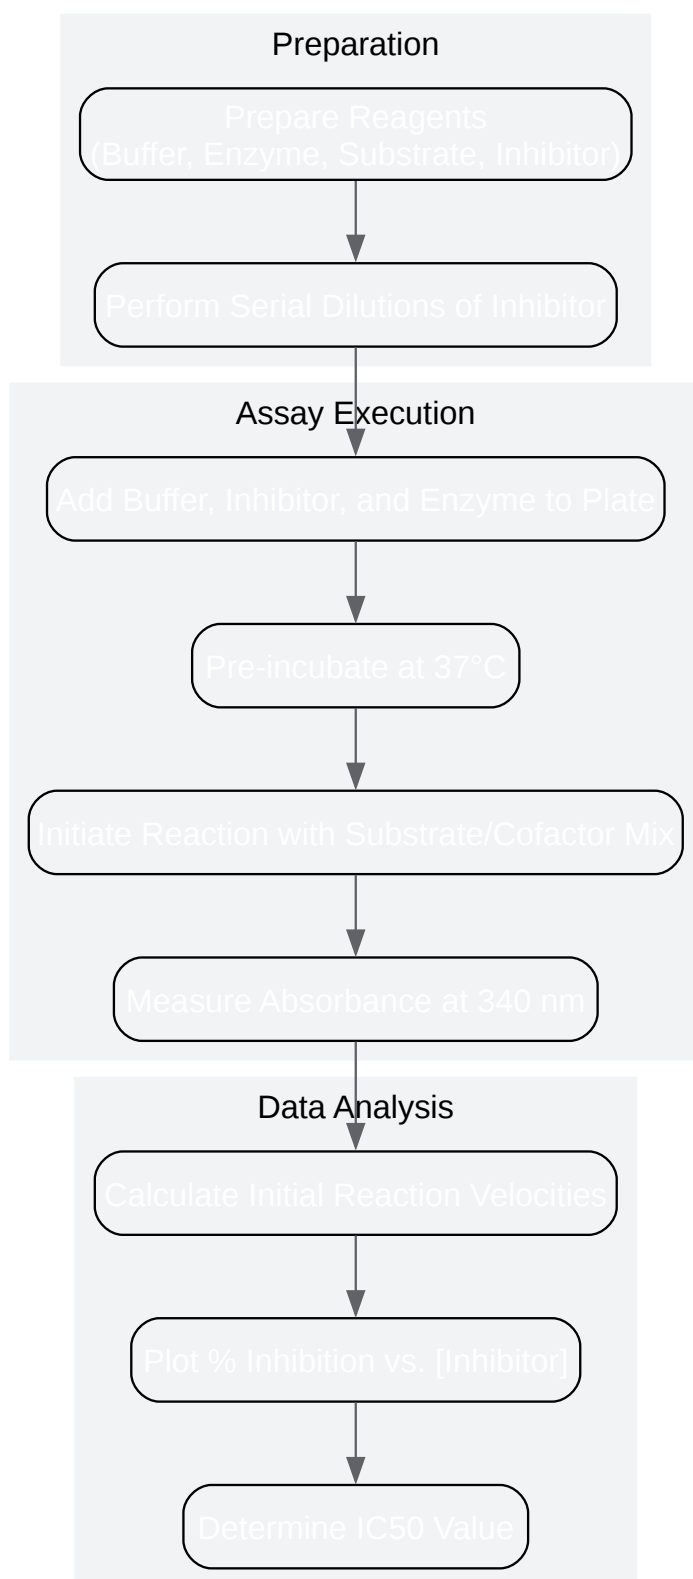 Preparation
Prepare Reagents
(Buffer, Enzyme, Substrate, Inhibitor)
Perform Serial Dilutions of Inhibitor
Assay Execution
Add Buffer, Inhibitor, and Enzyme to Plate
Pre-incubate at 37°C
Initiate Reaction with Substrate/Cofactor Mix
Measure Absorbance at 340 nm
Data Analysis
Calculate Initial Reaction Velocities
Plot % Inhibition vs. [Inhibitor]
Determine IC50 Value